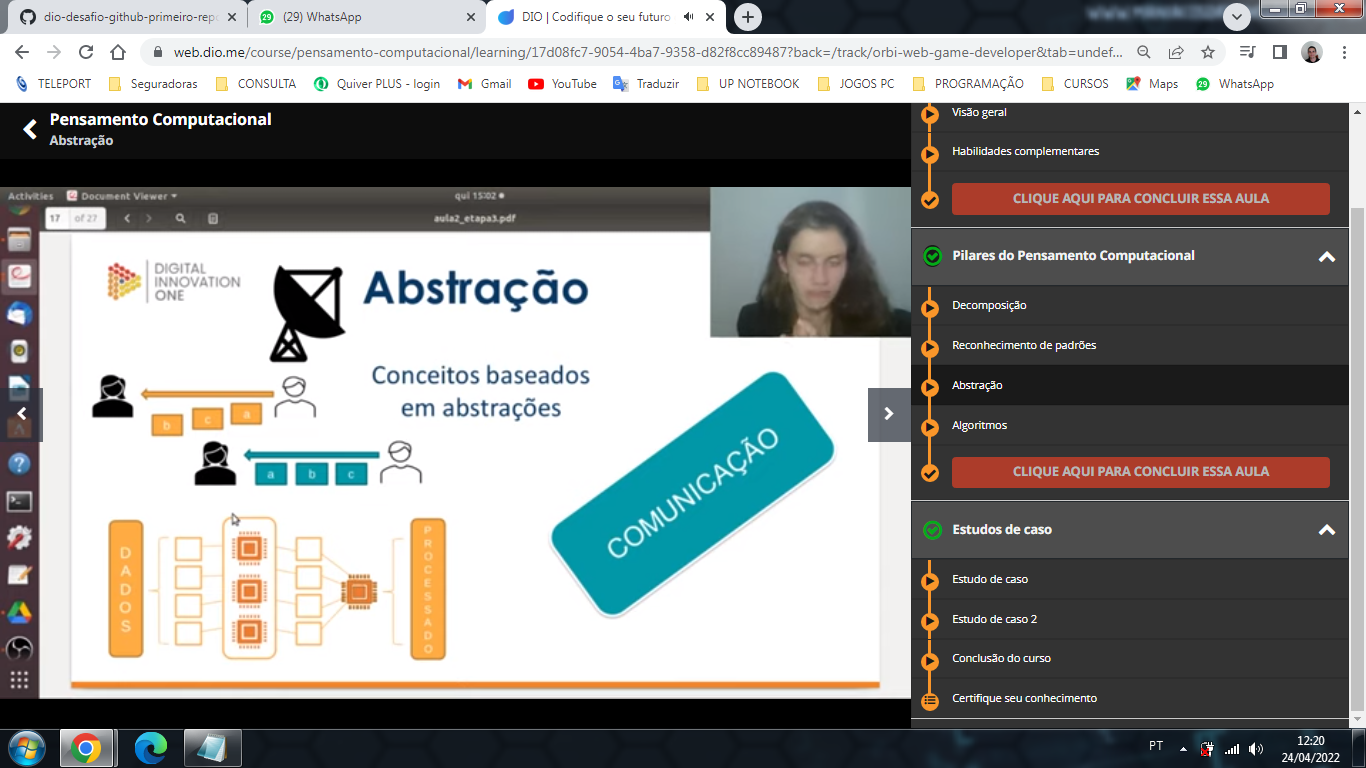 dio-desafio-github-primeiro-repo
(29) WhatsApp
DIO | Codifique o seu futuro
web.dio.me/course/pensamento-computacional/learning/17d08fc7-9054-4ba7-9358-d82f8cc89487?back=/track/orbi-web-game-developer&tab=undef...
TELEPORT
Seguradoras
CONSULTA
Quiver PLUS - login
Gmail
YouTube
Traduzir
UP NOTEBOOK
JOGOS PC
PROGRAMAÇÃO
CURSOS
Maps
29
WhatsApp
Pensamento Computacional
Abstração
Activities
Document Viewer
qui 15:02
17 of 27
aula2_etapa3.pdf
DIGITAL
INNOVATION
ONE
Abstração
Conceitos baseados
em abstrações
b c a
a b c
COMUNICAÇÃO
DADOS
PROCESSADO
Visão geral
Habilidades complementares
CLIQUE AQUI PARA CONCLUIR ESSA AULA
Pilares do Pensamento Computacional
Decomposição
Reconhecimento de padrões
Abstração
Algoritmos
CLIQUE AQUI PARA CONCLUIR ESSA AULA
Estudos de caso
Estudo de caso
Estudo de caso 2
Conclusão do curso
Certifique seu conhecimento
PT
12:20
24/04/2022